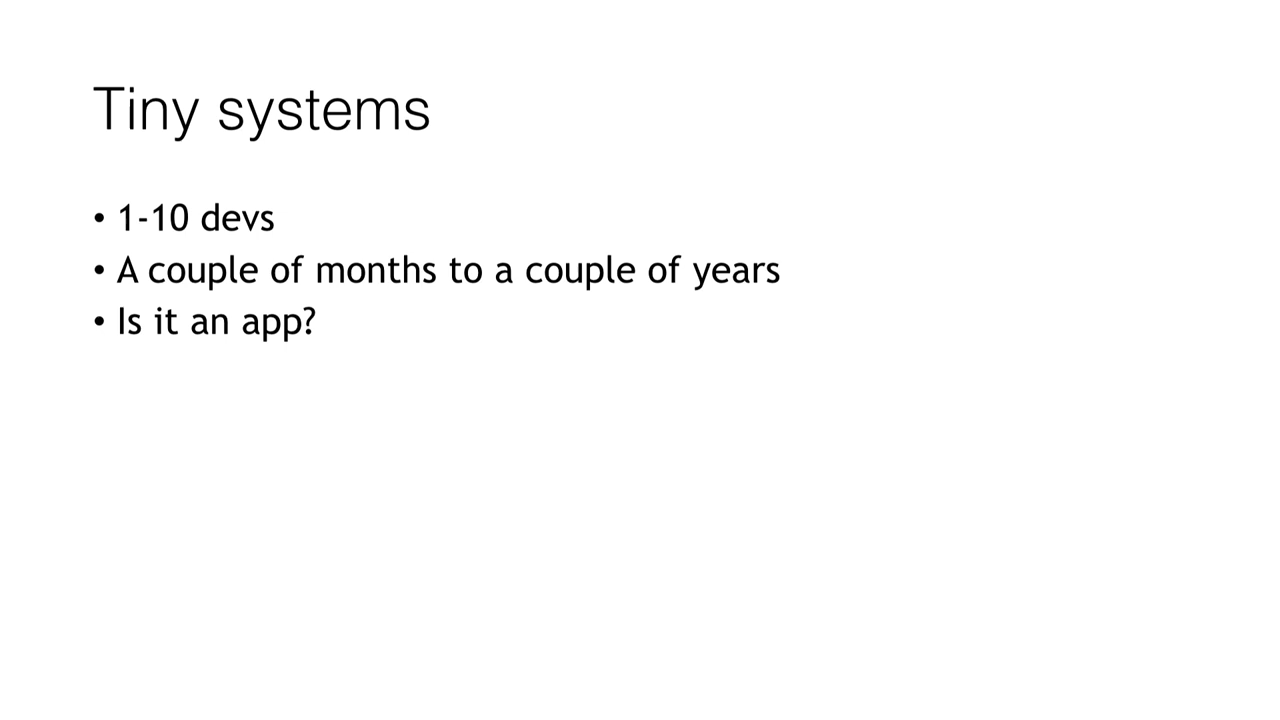 Tiny systems
• 1-10 devs
• A couple of months to a couple of years
• Is it an app?